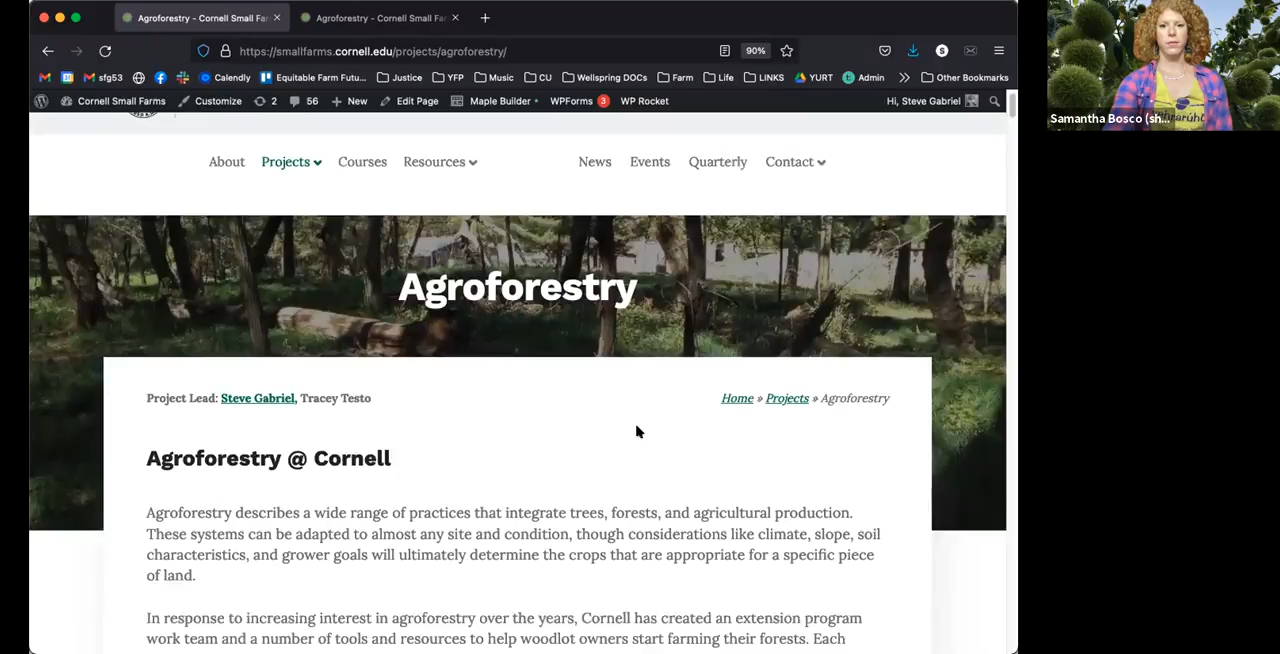 Agroforestry - Cornell Small Far
Agroforestry - Cornell Small Fa
https://smallfarms.cornell.edu/projects/agroforestry/
90%
sfg53
Calendly
Equitable Farm Futu...
Justice
YFP
Music
CU
Wellspring DOCs
Farm
Life
LINKS
YURT
Admin
Other Bookmarks
Cornell Small Farms
Customize
2
56
New
Edit Page
Maple Builder
WPForms 3
WP Rocket
Hi, Steve Gabriel
Samantha Bosco (sh...
About
Projects
Courses
Resources
News
Events
Quarterly
Contact
Agroforestry
Project Lead: Steve Gabriel, Tracey Testo
Home » Projects » Agroforestry
Agroforestry @ Cornell
Agroforestry describes a wide range of practices that integrate trees, forests, and agricultural production.
These systems can be adapted to almost any site and condition, though considerations like climate, slope, soil
characteristics, and grower goals will ultimately determine the crops that are appropriate for a specific piece
of land.
In response to increasing interest in agroforestry over the years, Cornell has created an extension program
work team and a number of tools and resources to help woodlot owners start farming their forests. Each